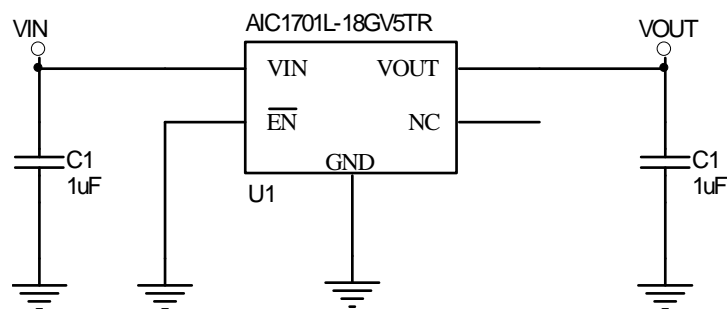 AIC1701L-18GV5TR
VIN
VOUT
VIN
VOUT
EN
NC
C1
1uF
GND
C1
1uF
U1